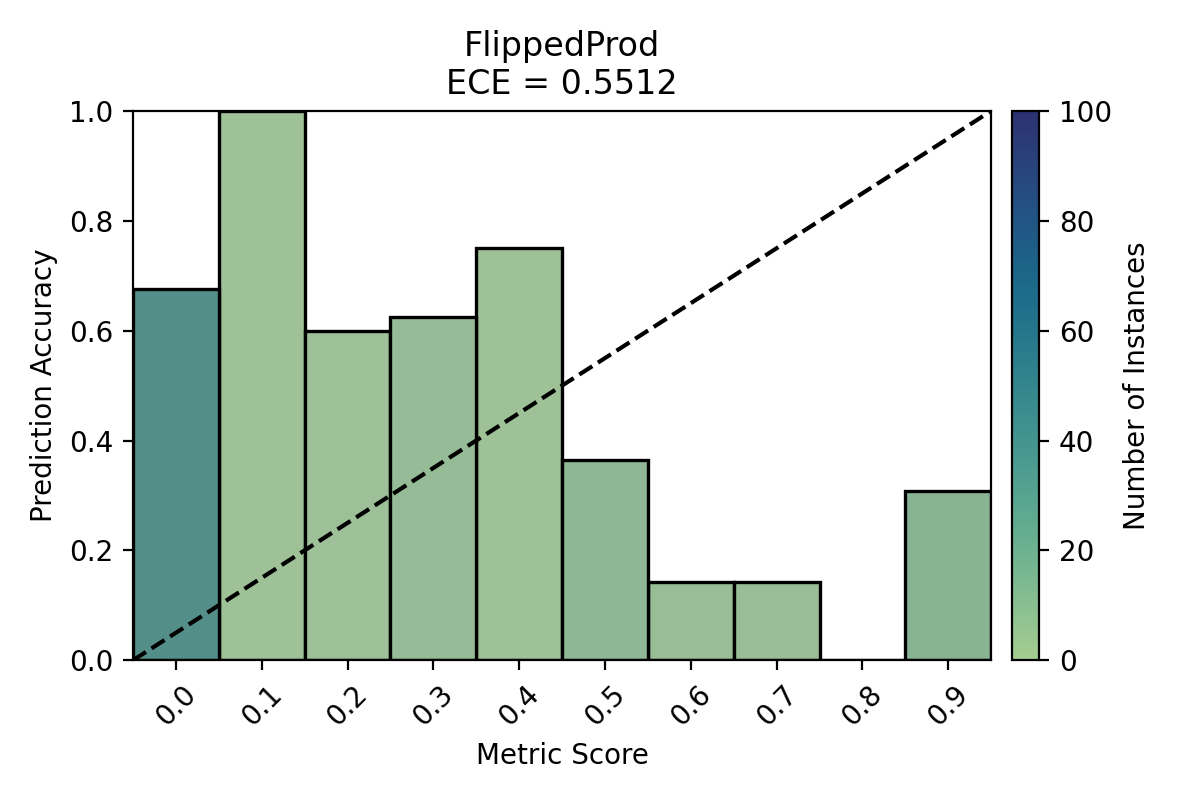 FlippedProd
ECE = 0.5512
1.0
0.8
0.6
0.4
0.2
0.0
Prediction Accuracy
0.0 0.1 0.2 0.3 0.4 0.5 0.6 0.7 0.8 0.9
Metric Score
100
80
60
40
20
0
Number of Instances